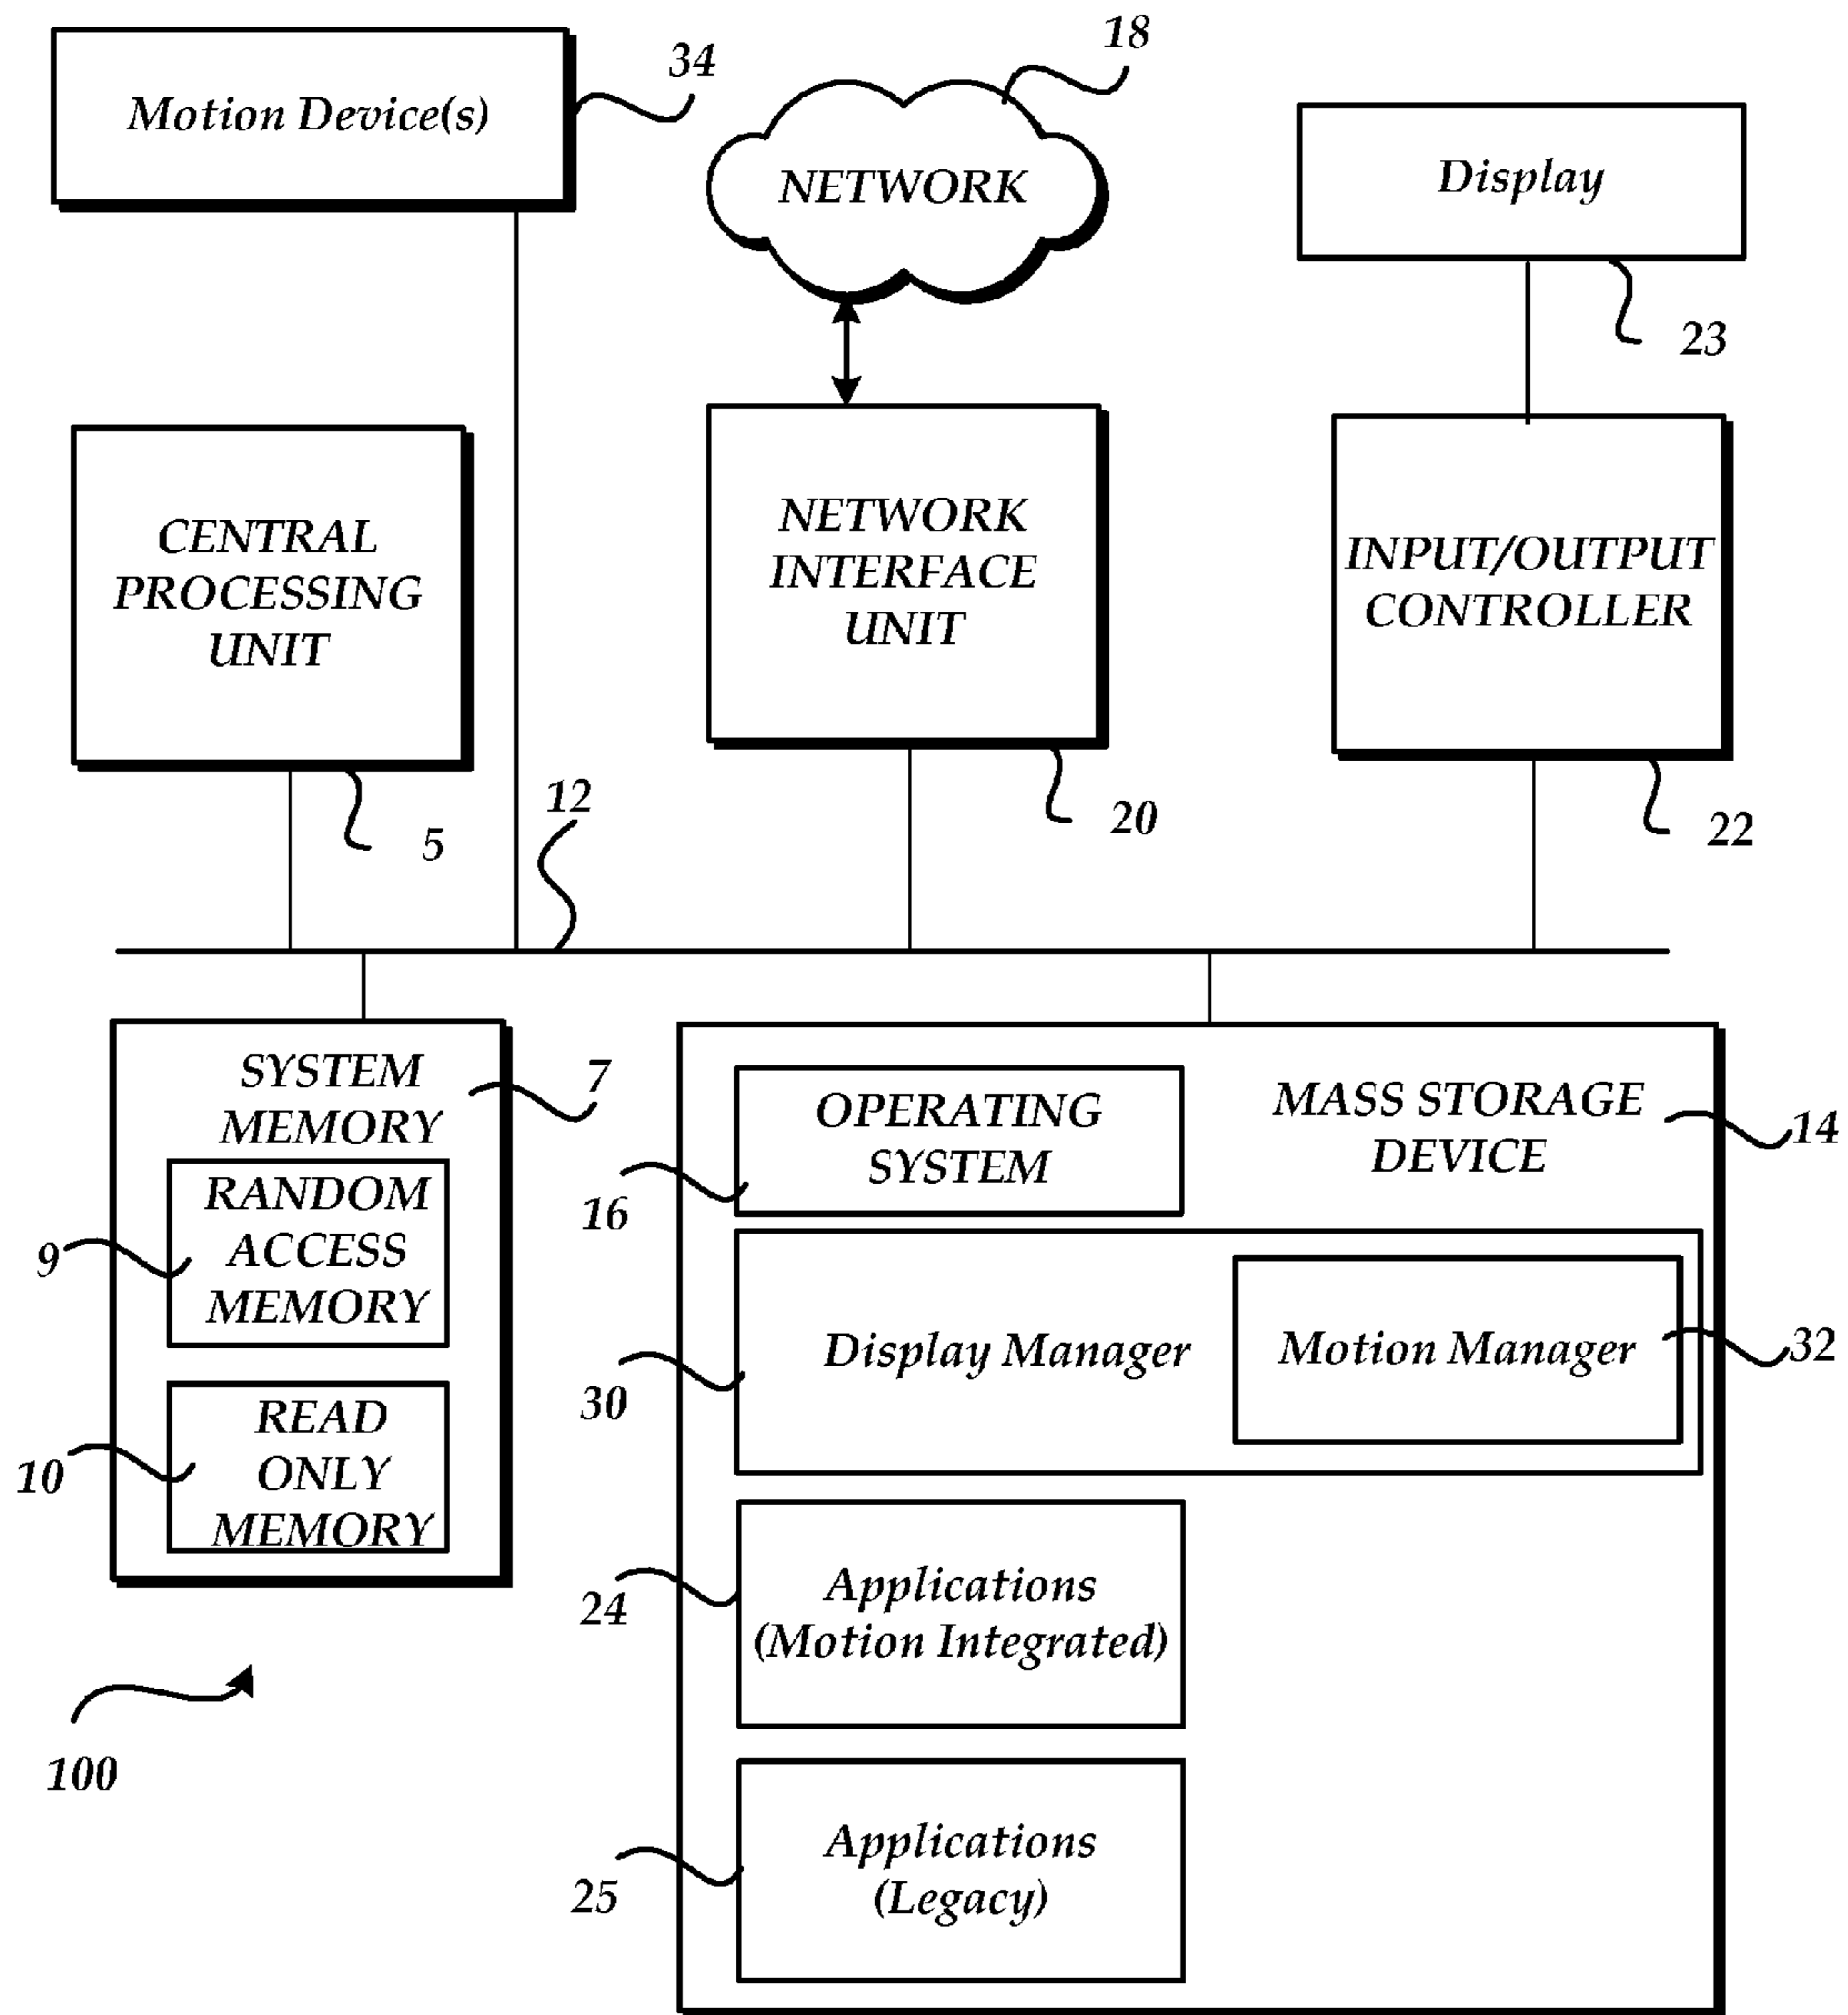 Motion Device(s)
34
NETWORK
18
Display
23
CENTRAL
PROCESSING
UNIT
5
NETWORK
INTERFACE
UNIT
20
INPUT/OUTPUT
CONTROLLER
22
12
SYSTEM
MEMORY
7
RANDOM
ACCESS
MEMORY
9
READ
ONLY
MEMORY
10
MASS STORAGE
DEVICE
14
OPERATING
SYSTEM
16
Display Manager
30
Motion Manager
32
Applications
(Motion Integrated)
24
Applications
(Legacy)
25
100